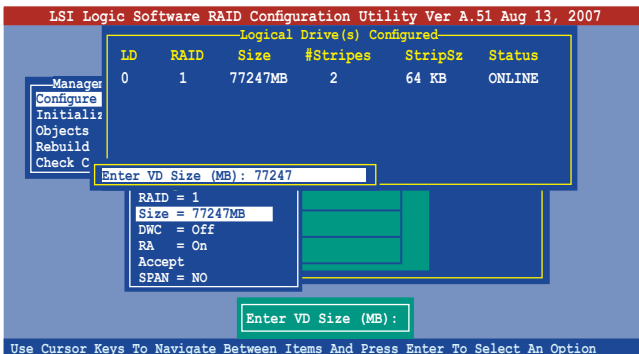 LSI Logic Software RAID Configuration Utility Ver A.51 Aug 13, 2007
Logical Drive(s) Configured
LD RAID Size #Stripes StripSz Status
0 1 77247MB 2 64 KB ONLINE
Managem
Configure
Initializ
Objects
Rebuild
Check C
Enter VD Size (MB): 77247
RAID = 1
Size = 77247MB
DWC = Off
RA = On
Accept
SPAN = NO
Enter VD Size (MB):
Use Cursor Keys To Navigate Between Items And Press Enter To Select An Option